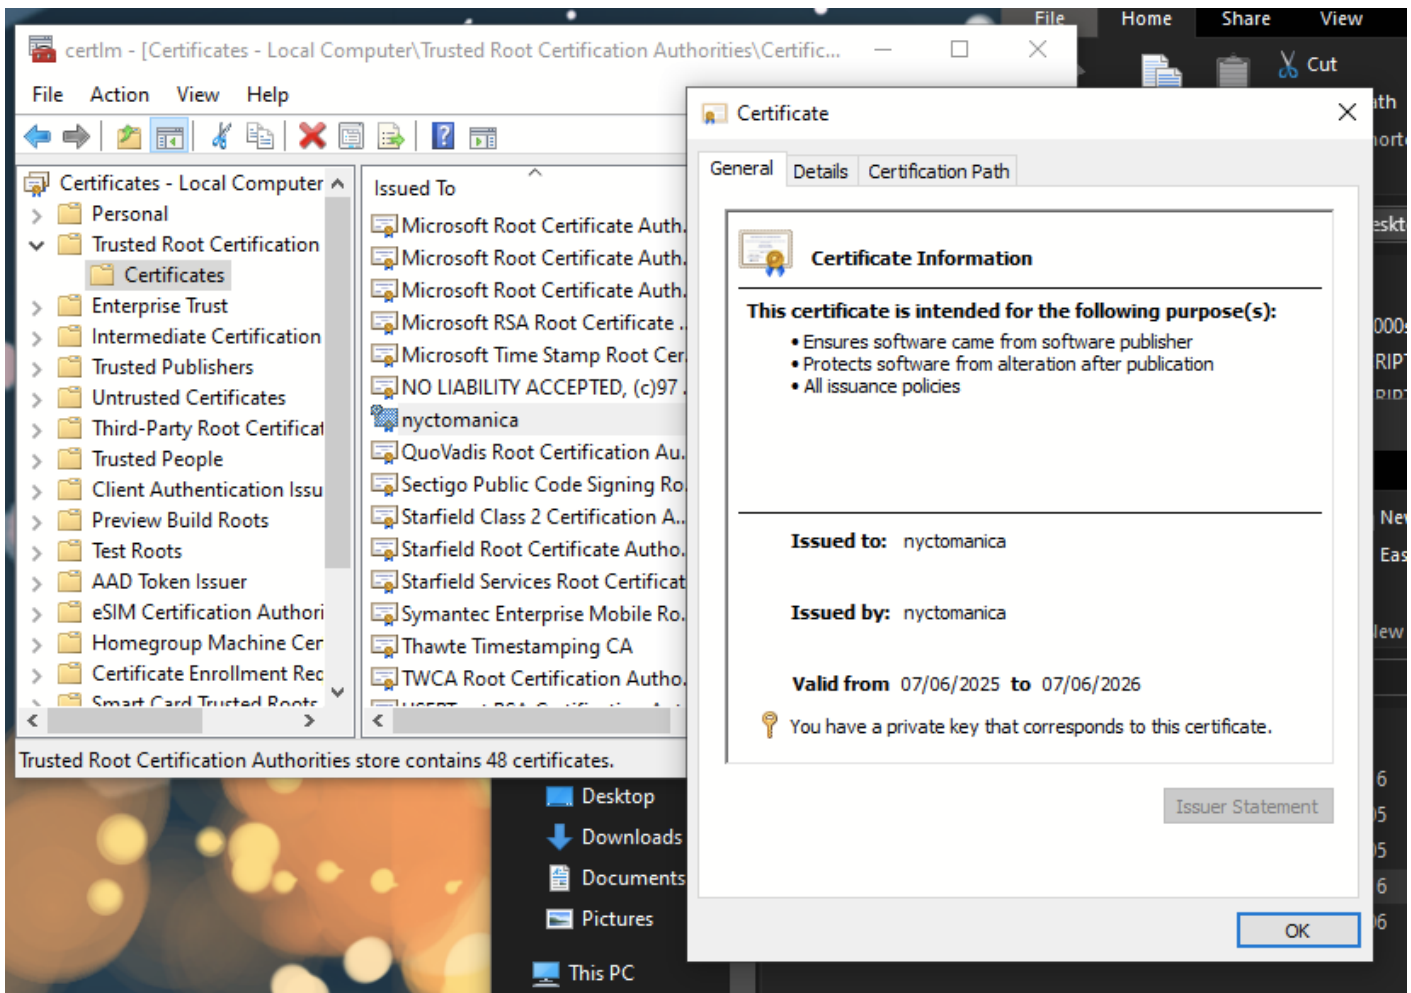 File Home Share View
Cut
certlm - [Certificates - Local Computer\Trusted Root Certification Authorities\Certific...
File Action View Help
Certificates - Local Computer
Personal
Trusted Root Certification
Certificates
Enterprise Trust
Intermediate Certification
Trusted Publishers
Untrusted Certificates
Third-Party Root Certificat
Trusted People
Client Authentication Issu
Preview Build Roots
Test Roots
AAD Token Issuer
eSIM Certification Authori
Homegroup Machine Cer
Certificate Enrollment Req
Smart Card Trusted Roots
Issued To
Microsoft Root Certificate Auth.
Microsoft Root Certificate Auth.
Microsoft Root Certificate Auth.
Microsoft RSA Root Certificate ..
Microsoft Time Stamp Root Cer
NO LIABILITY ACCEPTED, (c)97 .
nyctomanica
QuoVadis Root Certification Au.
Sectigo Public Code Signing Ro
Starfield Class 2 Certification A..
Starfield Root Certificate Autho.
Starfield Services Root Certificat
Symantec Enterprise Mobile Ro.
Thawte Timestamping CA
TWCA Root Certification Autho.
Trusted Root Certification Authorities store contains 48 certificates.
Certificate
General Details Certification Path
Certificate Information
This certificate is intended for the following purpose(s):
• Ensures software came from software publisher
• Protects software from alteration after publication
• All issuance policies
Issued to: nyctomanica
Issued by: nyctomanica
Valid from 07/06/2025 to 07/06/2026
You have a private key that corresponds to this certificate.
Issuer Statement
OK
Desktop
Downloads
Documents
Pictures
This PC